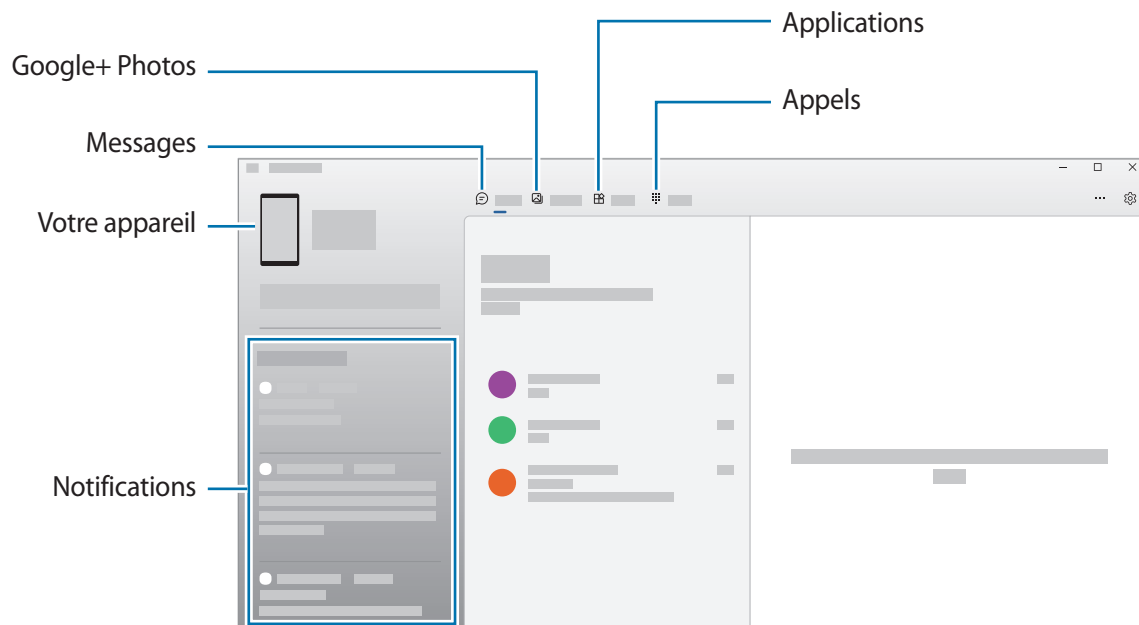 Applications
Google+ Photos
Appels
Messages
Votre appareil
Notifications